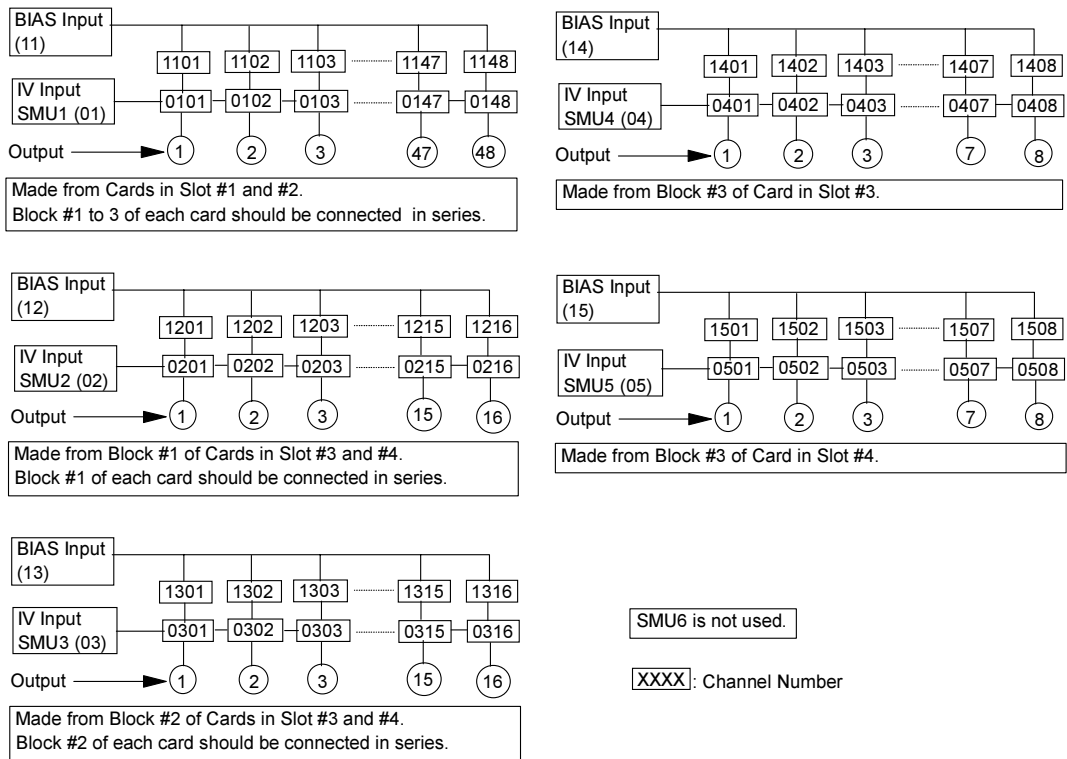 BIAS Input
(11)
1101 1102 1103 1147 1148
IV Input
SMU1 (01)
0101 0102 0103 0147 0148
Output 1 2 3 47 48
Made from Cards in Slot #1 and #2.
Block #1 to 3 of each card should be connected in series.
BIAS Input
(12)
1201 1202 1203 1215 1216
IV Input
SMU2 (02)
0201 0202 0203 0215 0216
Output 1 2 3 15 16
Made from Block #1 of Cards in Slot #3 and #4.
Block #1 of each card should be connected in series.
BIAS Input
(13)
1301 1302 1303 1315 1316
IV Input
SMU3 (03)
0301 0302 0303 0315 0316
Output 1 2 3 15 16
Made from Block #2 of Cards in Slot #3 and #4.
Block #2 of each card should be connected in series.
BIAS Input
(14)
1401 1402 1403 1407 1408
IV Input
SMU4 (04)
0401 0402 0403 0407 0408
Output 1 2 3 7 8
Made from Block #3 of Card in Slot #3.
BIAS Input
(15)
1501 1502 1503 1507 1508
IV Input
SMU5 (05)
0501 0502 0503 0507 0508
Output 1 2 3 7 8
Made from Block #3 of Card in Slot #4.
SMU6 is not used.
XXXX : Channel Number